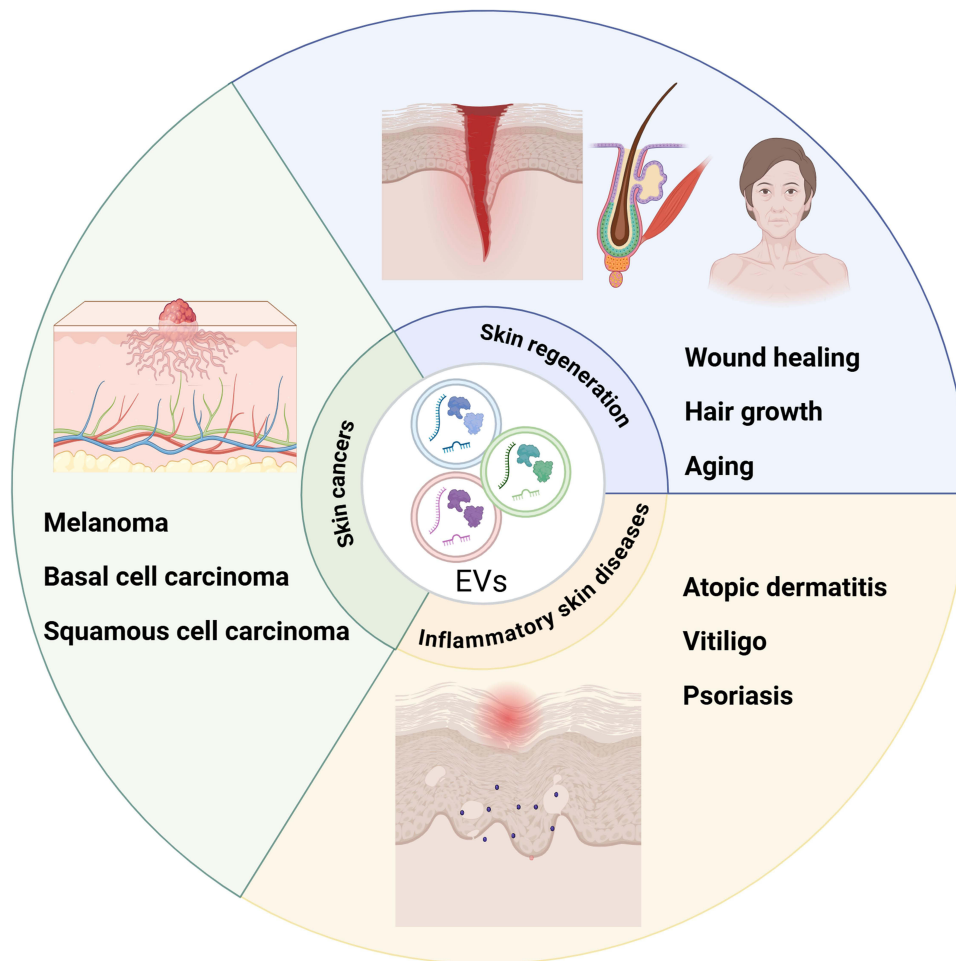 Skin regeneration
Wound healing
Hair growth
Aging
Skin cancers
Melanoma
Basal cell carcinoma
Squamous cell carcinoma
EVs
Inflammatory skin diseases
Atopic dermatitis
Vitiligo
Psoriasis